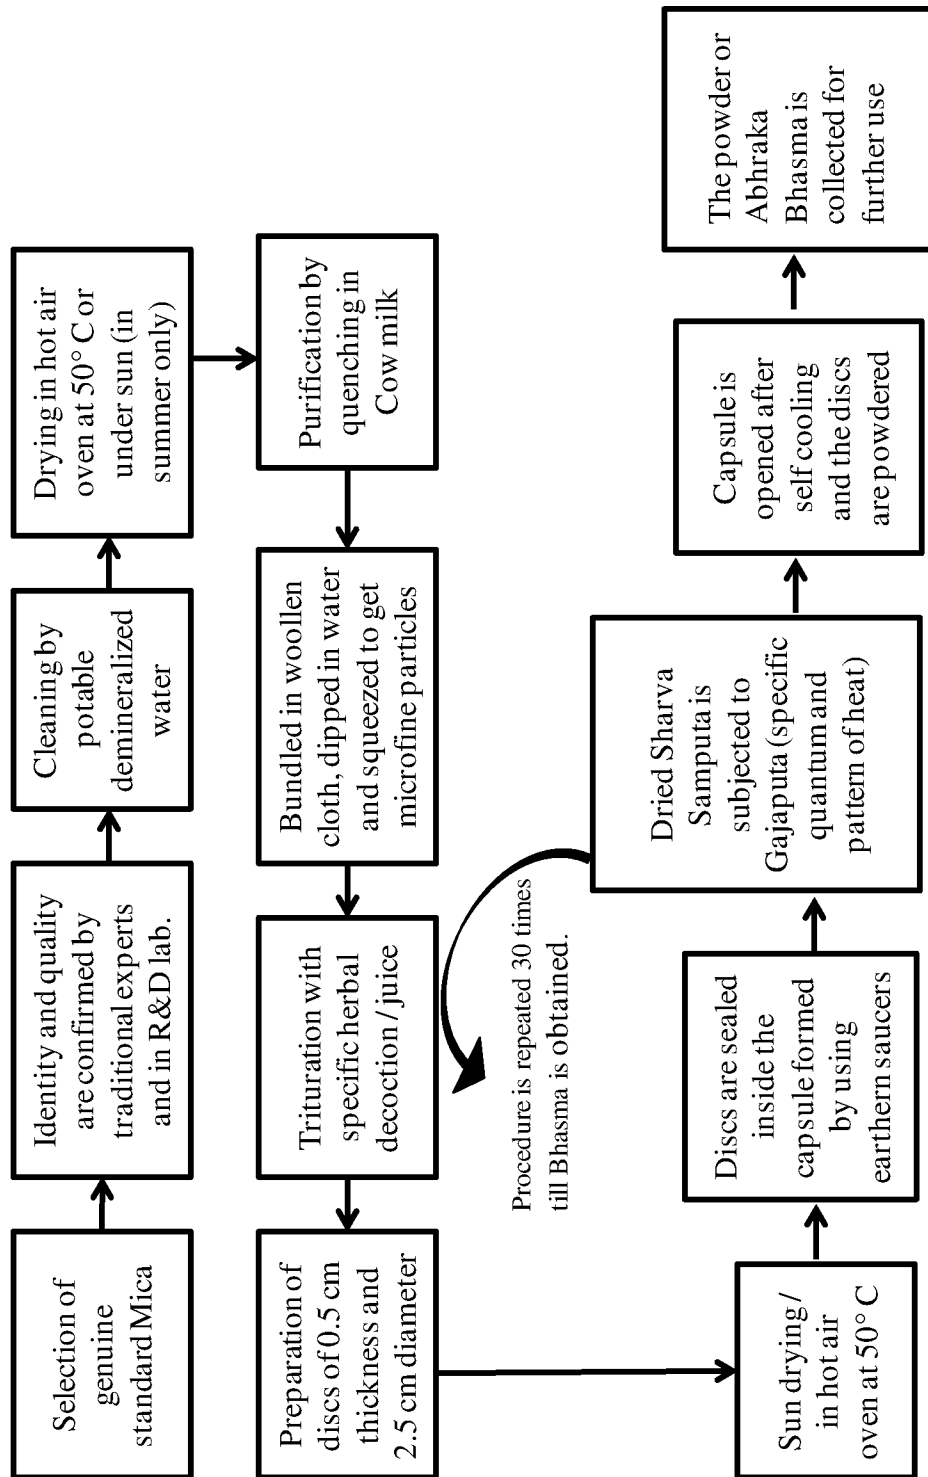 Selection of
genuine
standard Mica
Identity and quality
are confirmed by
traditional experts
and in R&D lab.
Cleaning by
potable
demineralized
water
Drying in hot air
oven at 50° C or
under sun (in
summer only)
Purification by
quenching in
Cow milk
Bundled in woollen
cloth, dipped in water
and squeezed to get
microfine particles
Trituration with
specific herbal
decoction / juice
Preparation of
discs of 0.5 cm
thickness and
2.5 cm diameter
Procedure is repeated 30 times
till Bhasma is obtained.
Sun drying /
in hot air
oven at 50° C
Discs are sealed
inside the
capsule formed
by using
earthern saucers
Dried Sharva
Samputa is
subjected to
Gajaputa (specific
quantum and
pattern of heat)
Capsule is
opened after
self cooling
and the discs
are powdered
The powder or
Abhraka
Bhasma is
collected for
further use